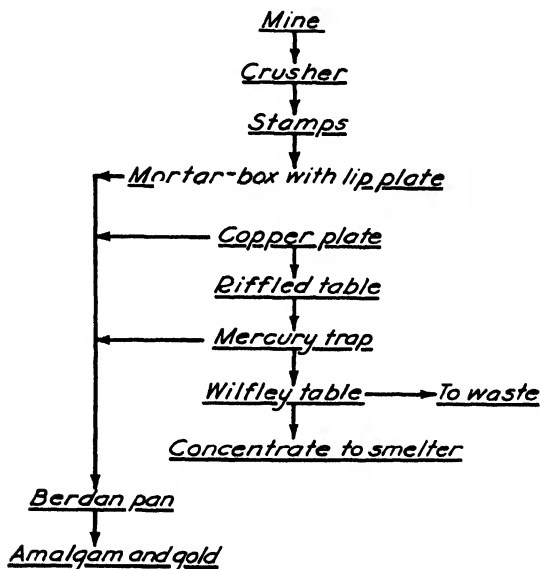 Mine
Crusher
Stamps
Mortar-box with lip plate
Copper plate
Riffled table
Mercury trap
Wilfley table
To waste
Concentrate to smelter
Berdan pan
Amalgam and gold